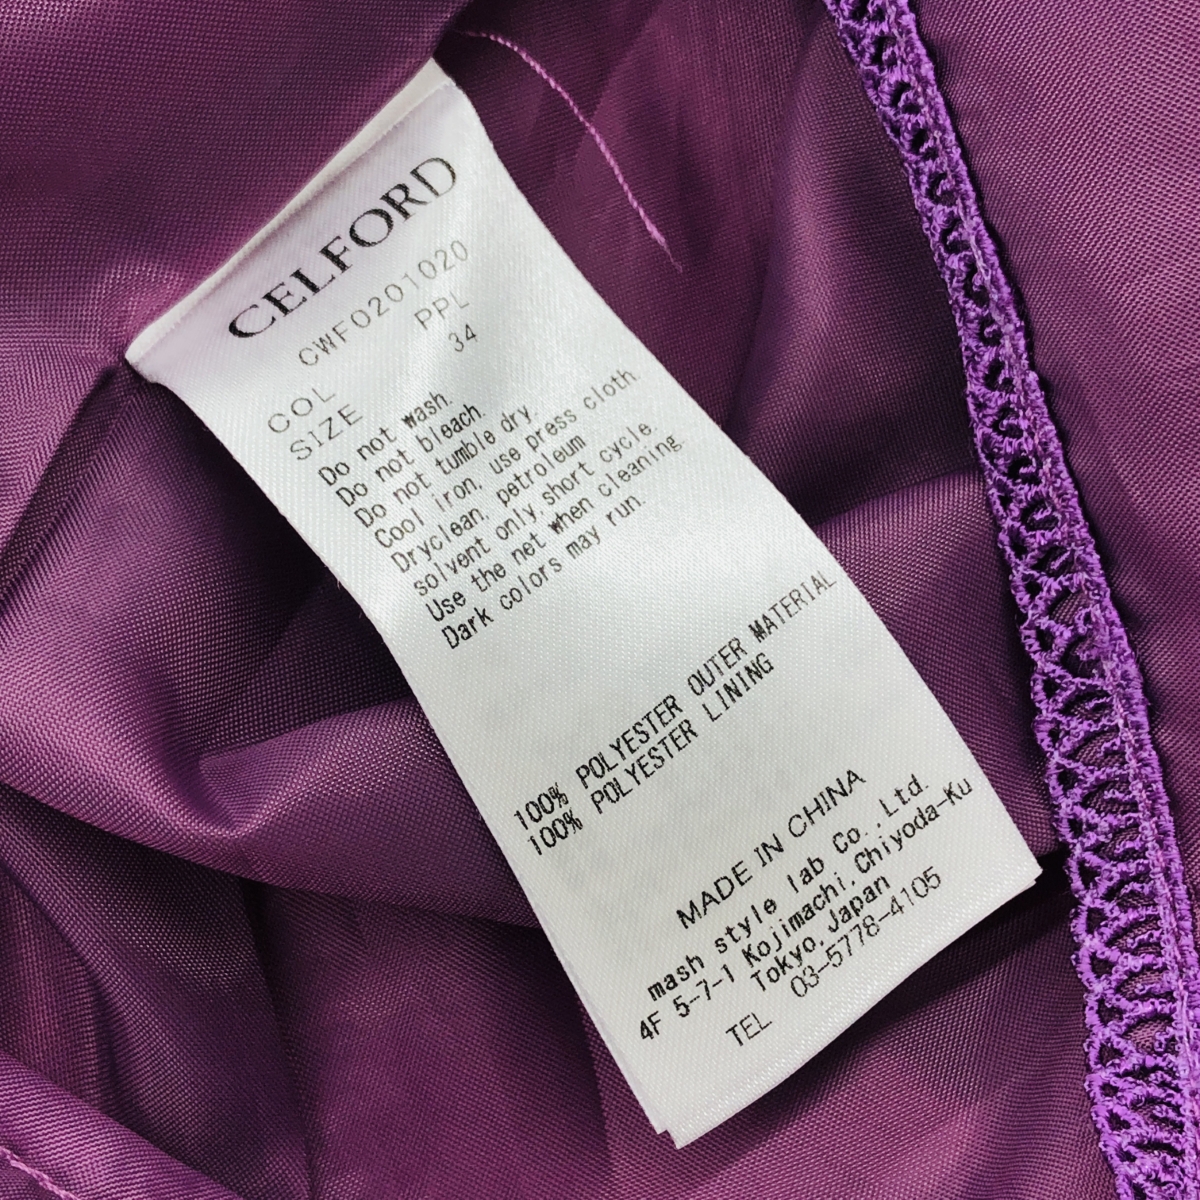 CELFORD
CWF0201020
COL PPL
SIZE 34
Do not wash.
Do not bleach.
Do not tumble dry.
Cool iron, use press cloth.
Dryclean, petroleum
solvent only,short cycle.
Use the net when cleaning
Dark colors may run.
100% POLYESTER OUTER MATERIAL
100% POLYESTER LINING
MADE IN CHINA
mash style lab Co.,Ltd.
4F 5-7-1 Kojimachi,Chiyoda-Ku
Tokyo,Japan
TEL 03-5778-4105